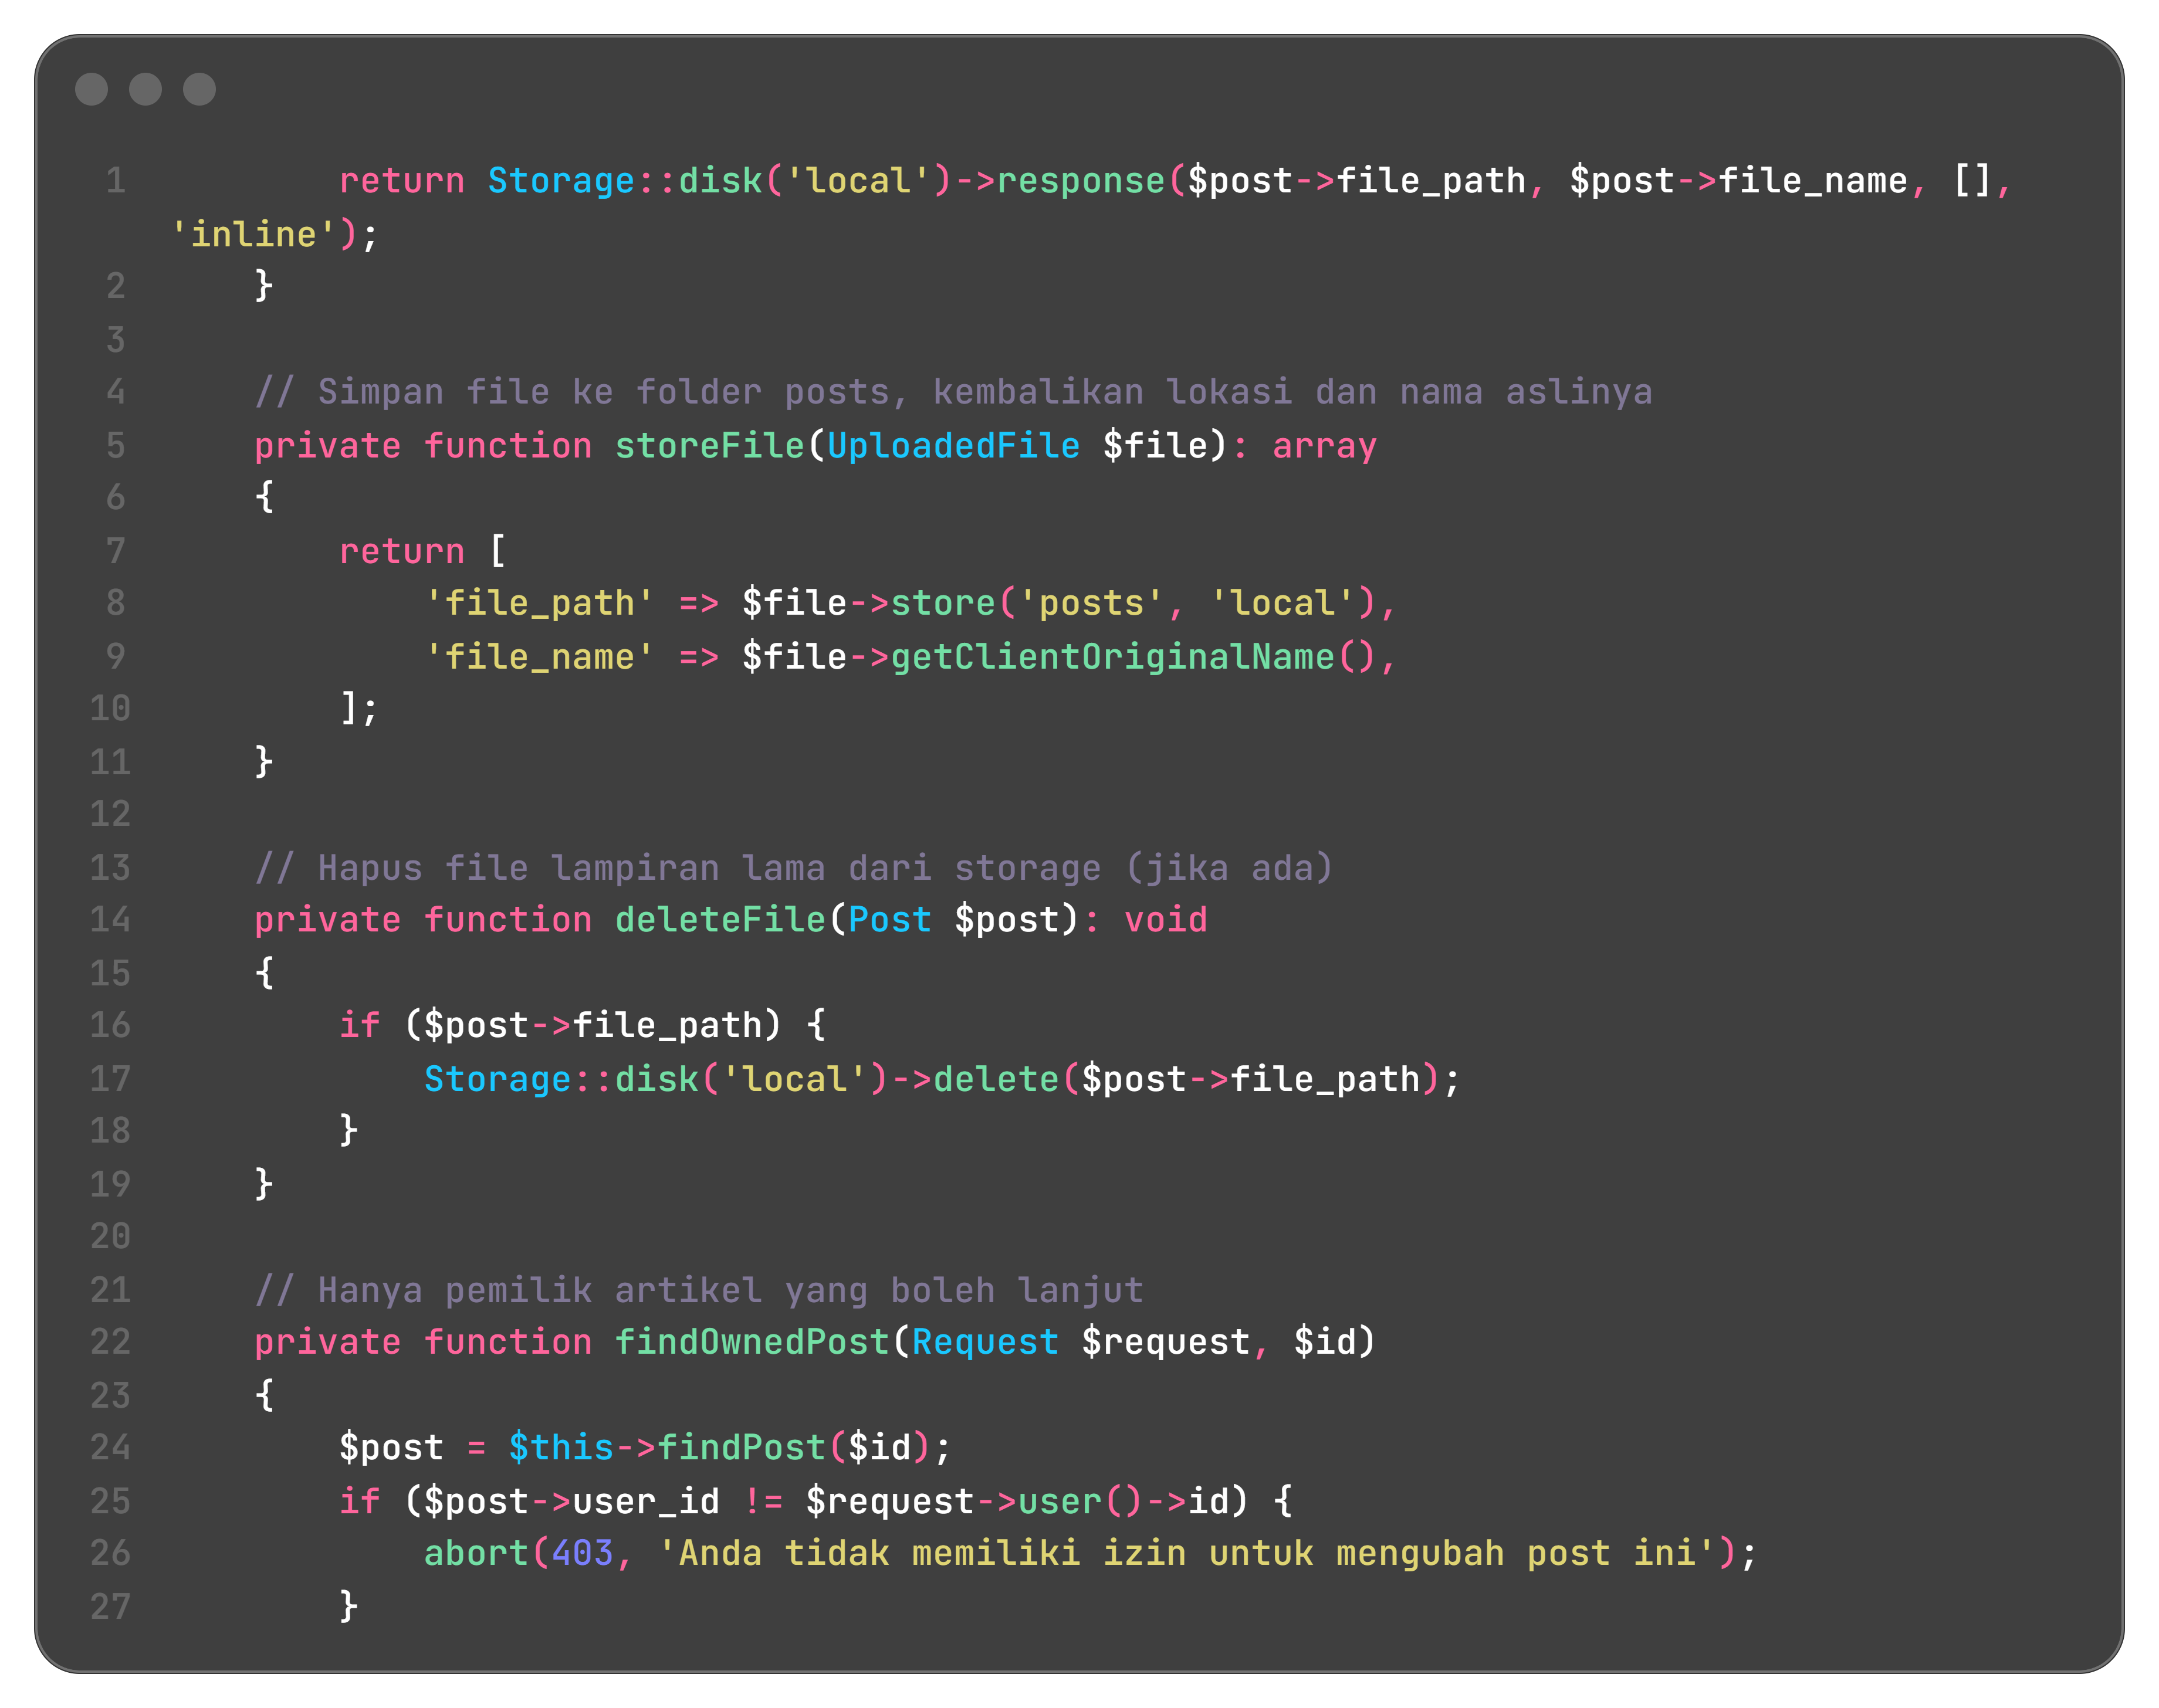 1 return Storage::disk('local')->response($post->file_path, $post->file_name, [],
'inline');
2 }
3
4 // Simpan file ke folder posts, kembalikan lokasi dan nama aslinya
5 private function storeFile(UploadedFile $file): array
6 {
7 return [
8 'file_path' => $file->store('posts', 'local'),
9 'file_name' => $file->getClientOriginalName(),
10 ];
11 }
12
13 // Hapus file lampiran lama dari storage (jika ada)
14 private function deleteFile(Post $post): void
15 {
16 if ($post->file_path) {
17 Storage::disk('local')->delete($post->file_path);
18 }
19 }
20
21 // Hanya pemilik artikel yang boleh lanjut
22 private function findOwnedPost(Request $request, $id)
23 {
24 $post = $this->findPost($id);
25 if ($post->user_id != $request->user()->id) {
26 abort(403, 'Anda tidak memiliki izin untuk mengubah post ini');
27 }